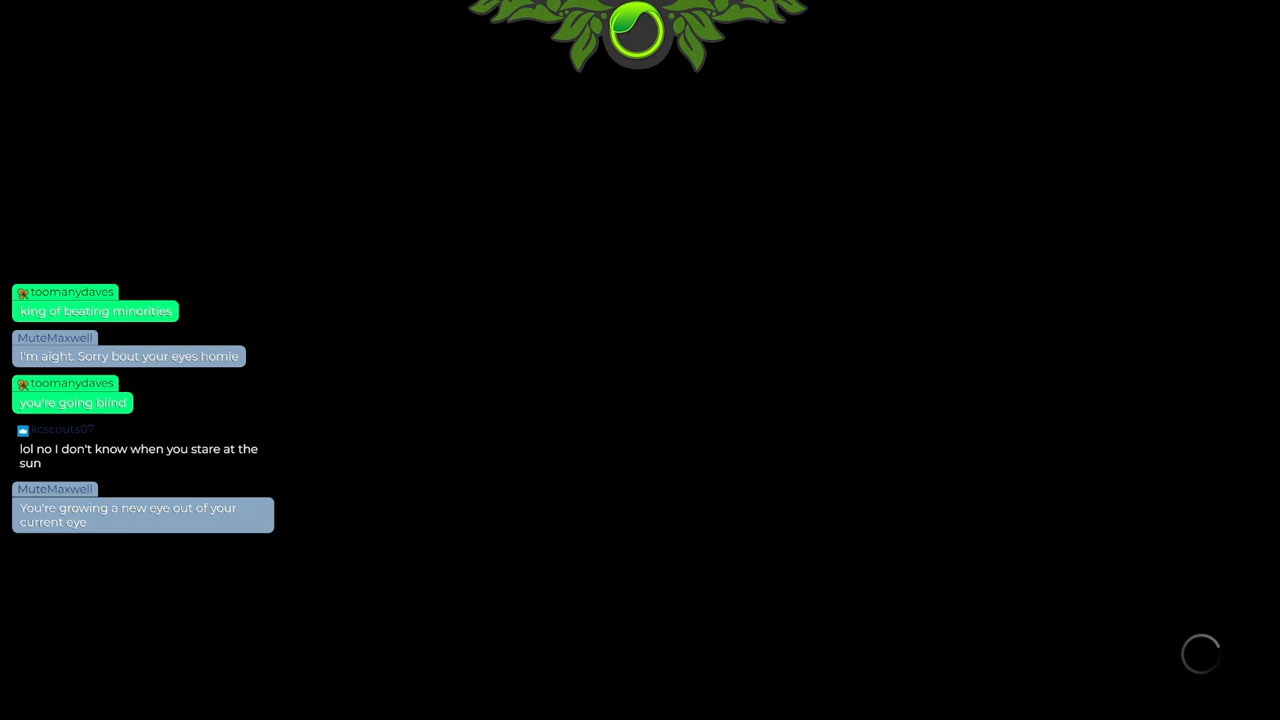 toomanydaves
king of beating minorities
MuteMaxwell
I'm aight. Sorry bout your eyes homie
toomanydaves
you're going blind
kcscouts07
lol no I don't know when you stare at the
sun
MuteMaxwell
You're growing a new eye out of your
current eye